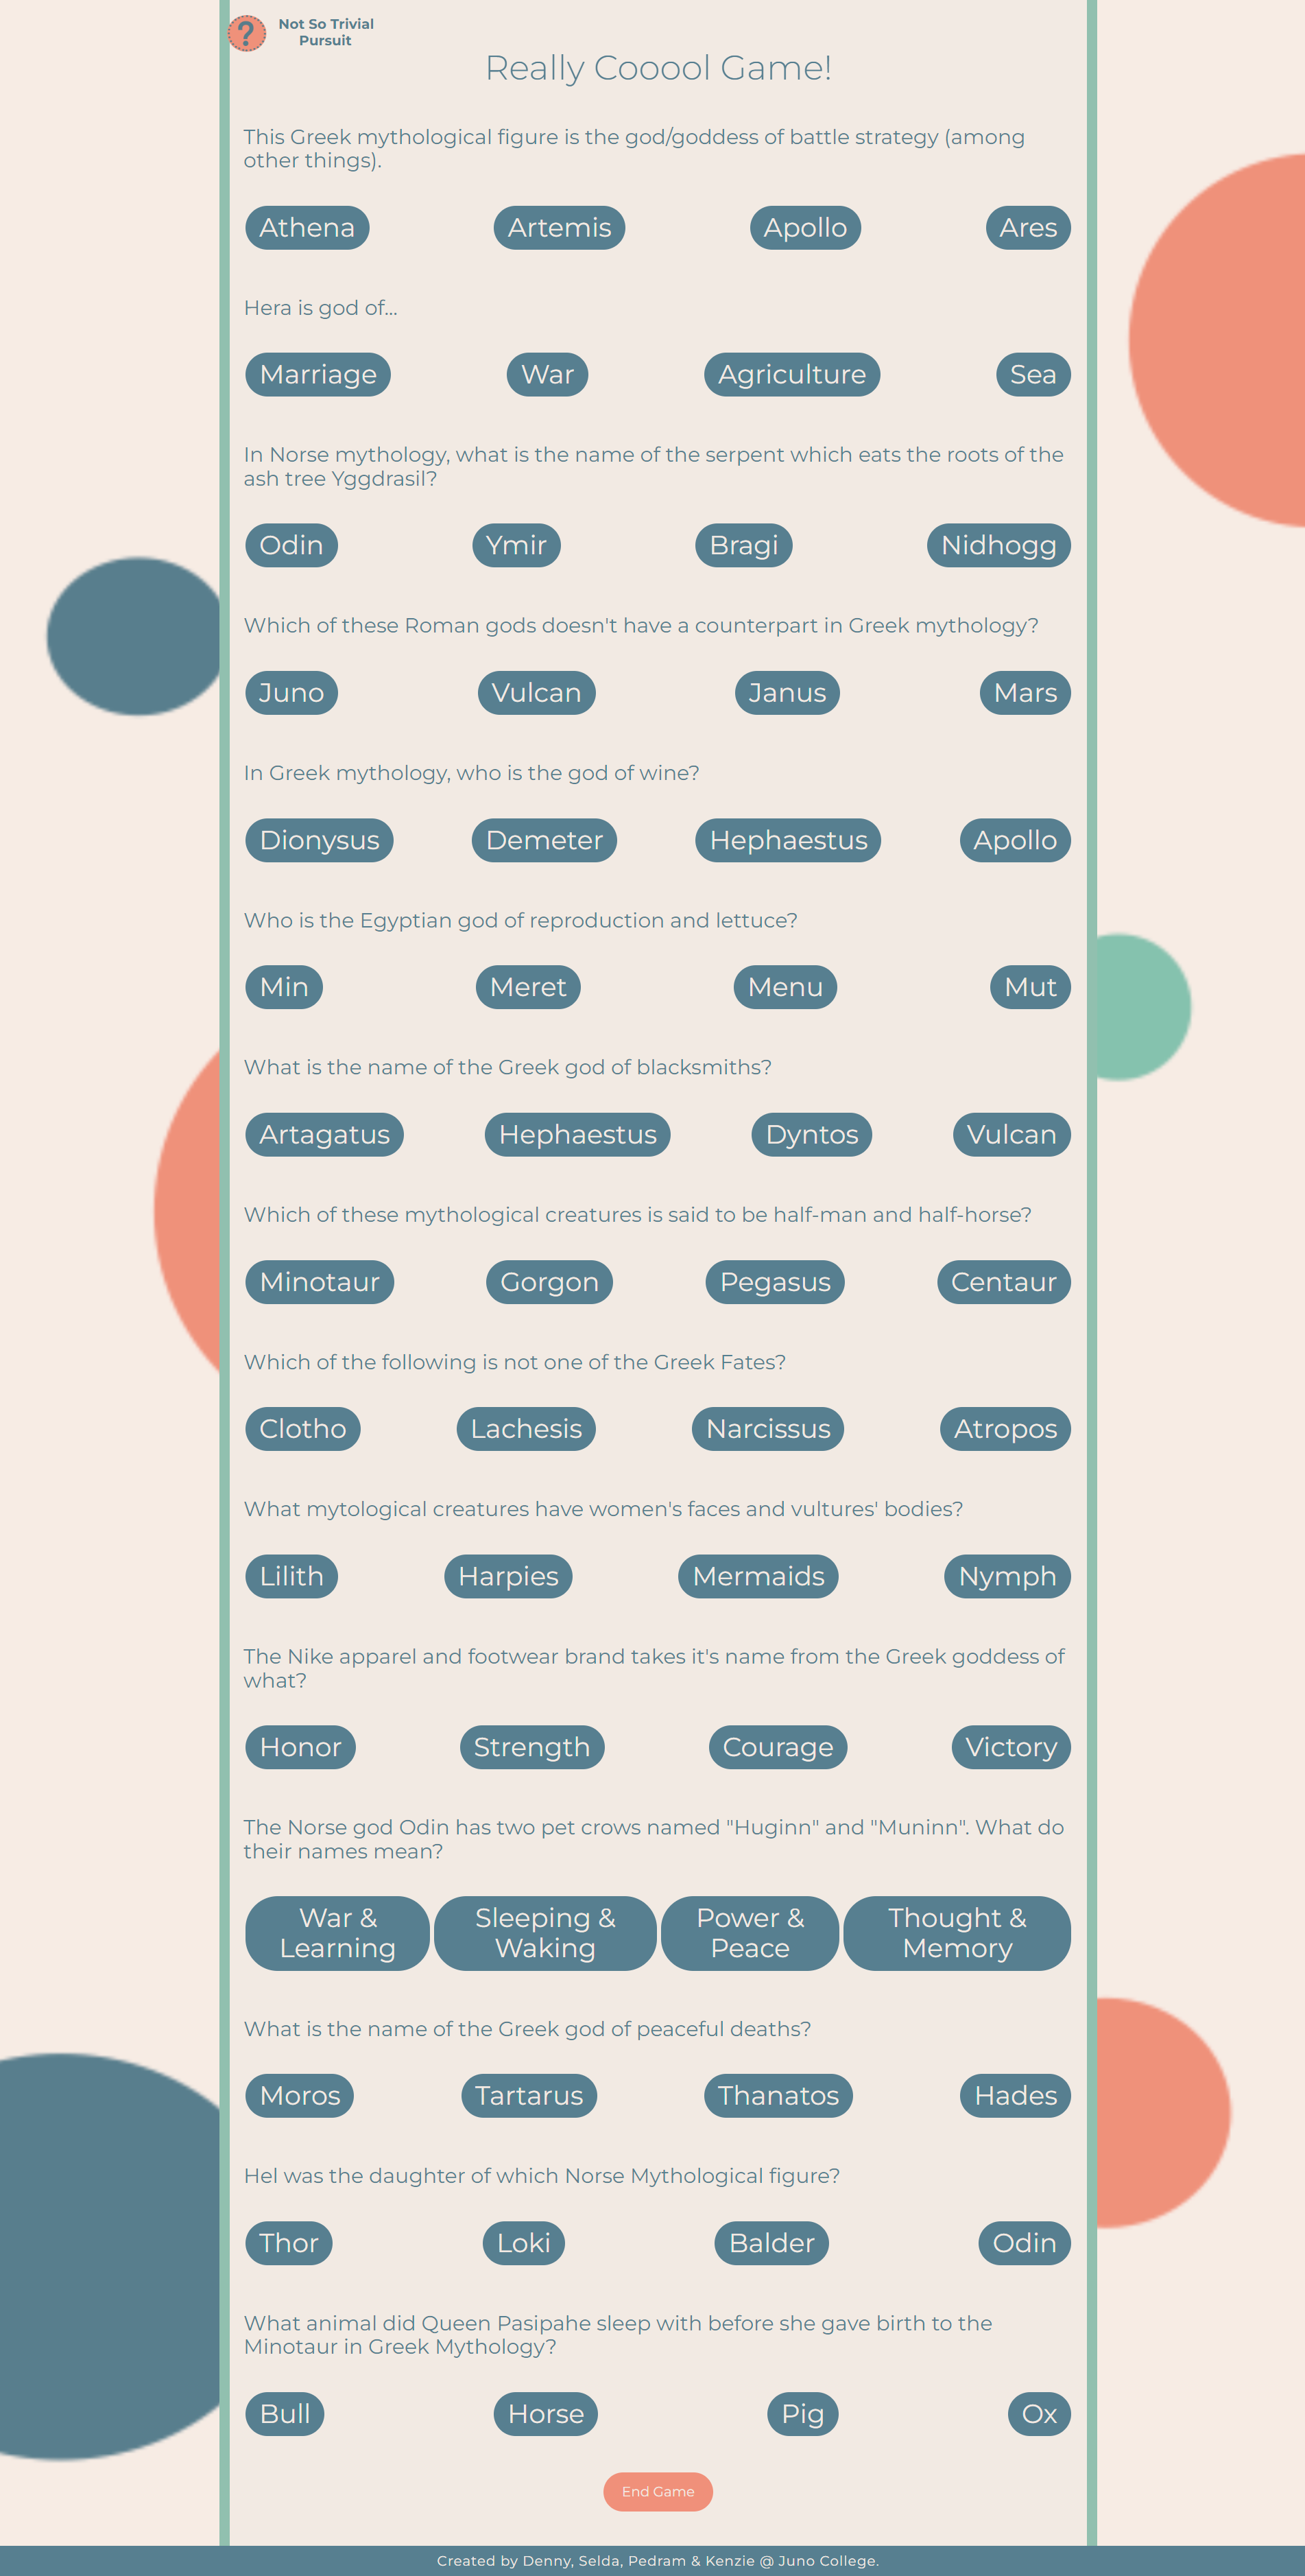 ?
Not So Trivial
Pursuit
Really Cooool Game!
This Greek mythological figure is the god/goddess of battle strategy (among
other things).
Athena Artemis Apollo Ares
Hera is god of...
Marriage War Agriculture Sea
In Norse mythology, what is the name of the serpent which eats the roots of the
ash tree Yggdrasil?
Odin Ymir Bragi Nidhogg
Which of these Roman gods doesn't have a counterpart in Greek mythology?
Juno Vulcan Janus Mars
In Greek mythology, who is the god of wine?
Dionysus Demeter Hephaestus Apollo
Who is the Egyptian god of reproduction and lettuce?
Min Meret Menu Mut
What is the name of the Greek god of blacksmiths?
Artagatus Hephaestus Dyntos Vulcan
Which of these mythological creatures is said to be half-man and half-horse?
Minotaur Gorgon Pegasus Centaur
Which of the following is not one of the Greek Fates?
Clotho Lachesis Narcissus Atropos
What mytological creatures have women's faces and vultures' bodies?
Lilith Harpies Mermaids Nymph
The Nike apparel and footwear brand takes it's name from the Greek goddess of
what?
Honor Strength Courage Victory
The Norse god Odin has two pet crows named "Huginn" and "Muninn". What do
their names mean?
War & Sleeping & Power & Thought &
Learning Waking Peace Memory
What is the name of the Greek god of peaceful deaths?
Moros Tartarus Thanatos Hades
Hel was the daughter of which Norse Mythological figure?
Thor Loki Balder Odin
What animal did Queen Pasipahe sleep with before she gave birth to the
Minotaur in Greek Mythology?
Bull Horse Pig Ox
End Game
Created by Denny, Selda, Pedram & Kenzie @ Juno College.